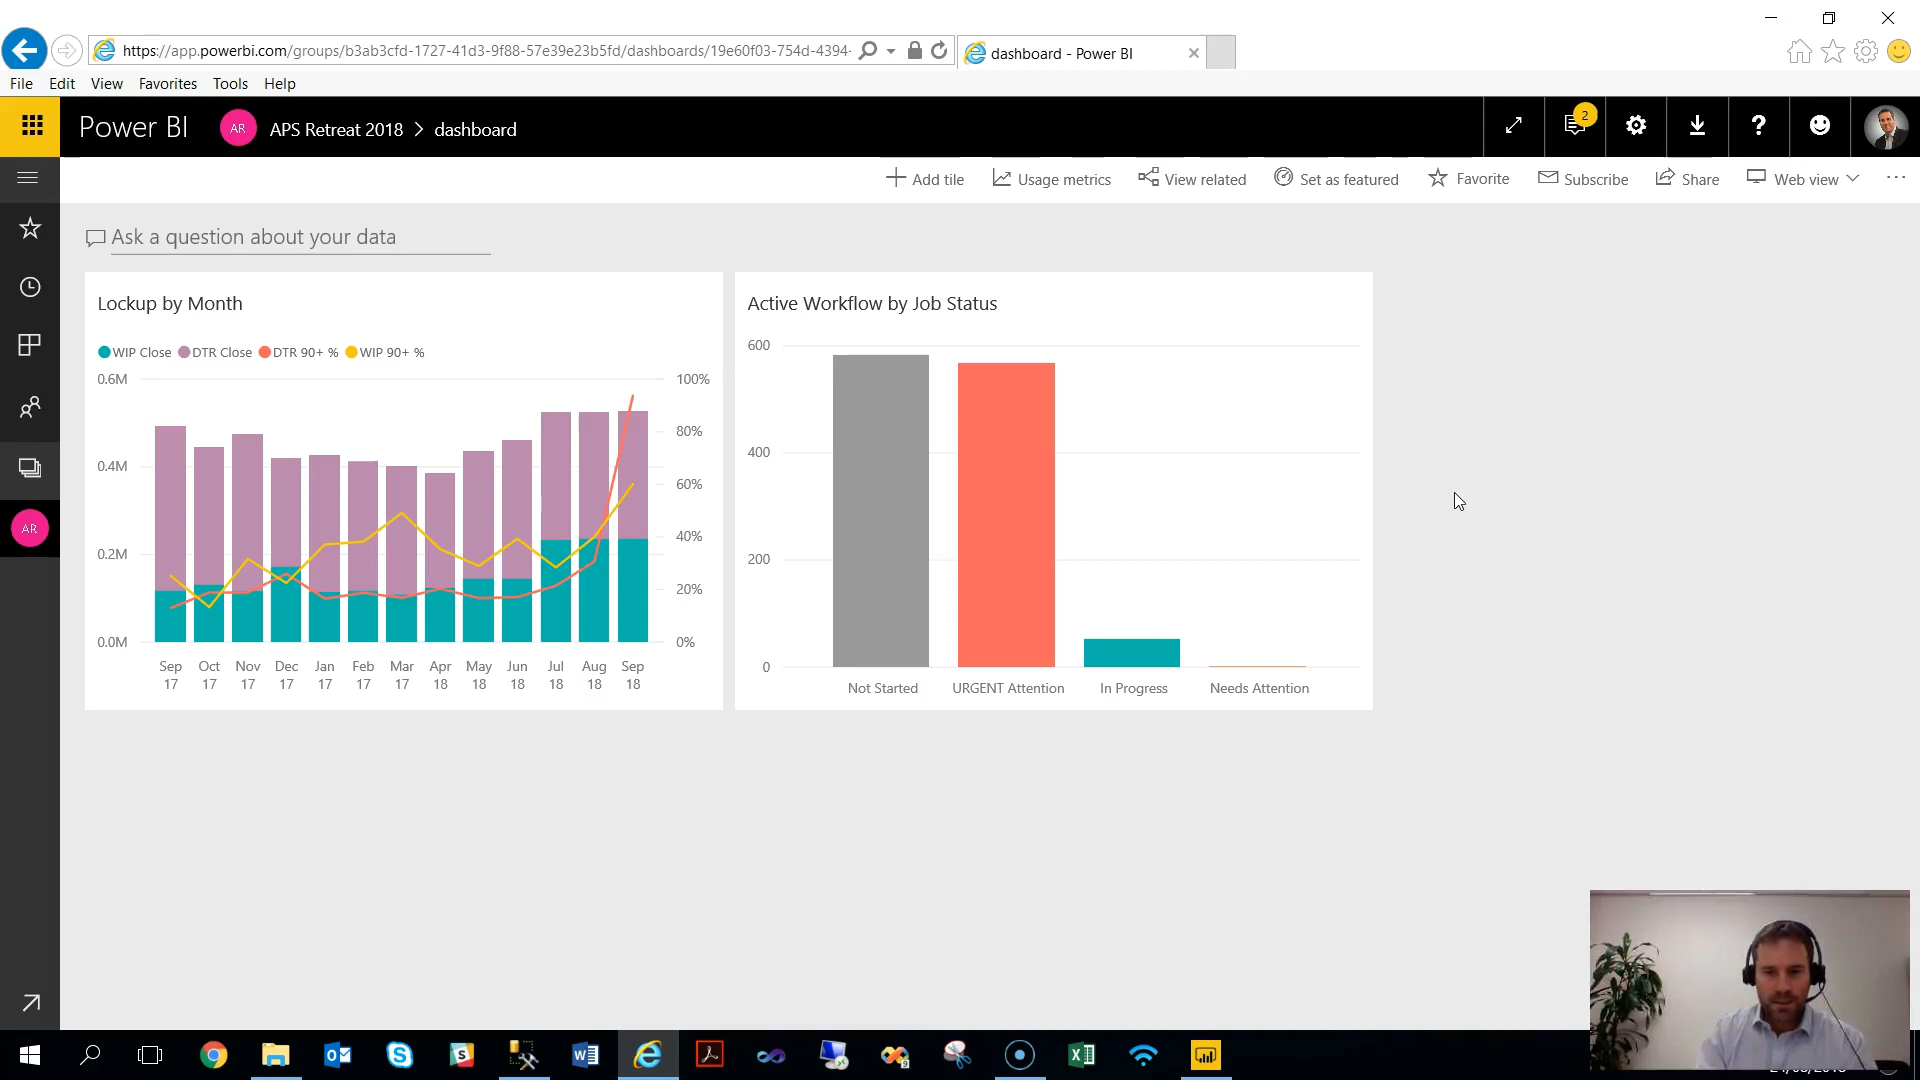 https://app.powerbi.com/groups/b3ab3cfd-1727-41d3-9f88-57e39e23b5fd/dashboards/19e60f03-754d-4394-
dashboard - Power BI
File Edit View Favorites Tools Help
Power BI AR APS Retreat 2018 > dashboard 2 ?
Add tile Usage metrics View related Set as featured Favorite Subscribe Share Web view ...
Ask a question about your data
Lockup by Month
WIP Close DTR Close DTR 90+ % WIP 90+ %
0.6M 100%
80%
0.4M
60%
0.2M 40%
20%
0.0M 0%
Sep Oct Nov Dec Jan Feb Mar Apr May Jun Jul Aug Sep
17 17 17 17 17 17 17 18 18 18 18 18 18
Active Workflow by Job Status
600
400
200
0
Not Started URGENT Attention In Progress Needs Attention
AR